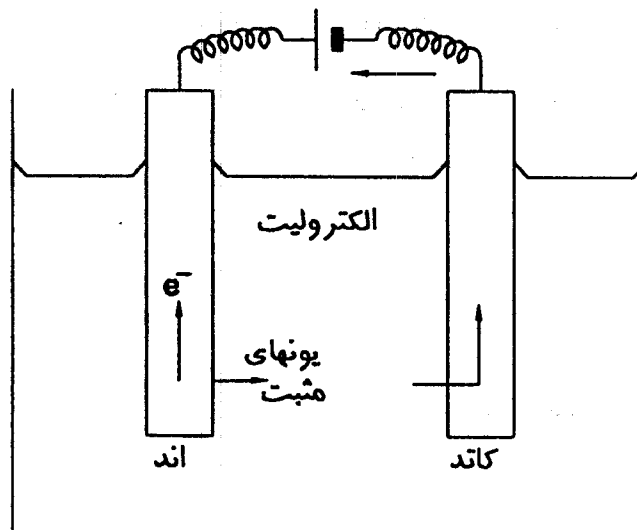 الکترولیت
e⁻
یونهای
مثبت
اند
کاتد